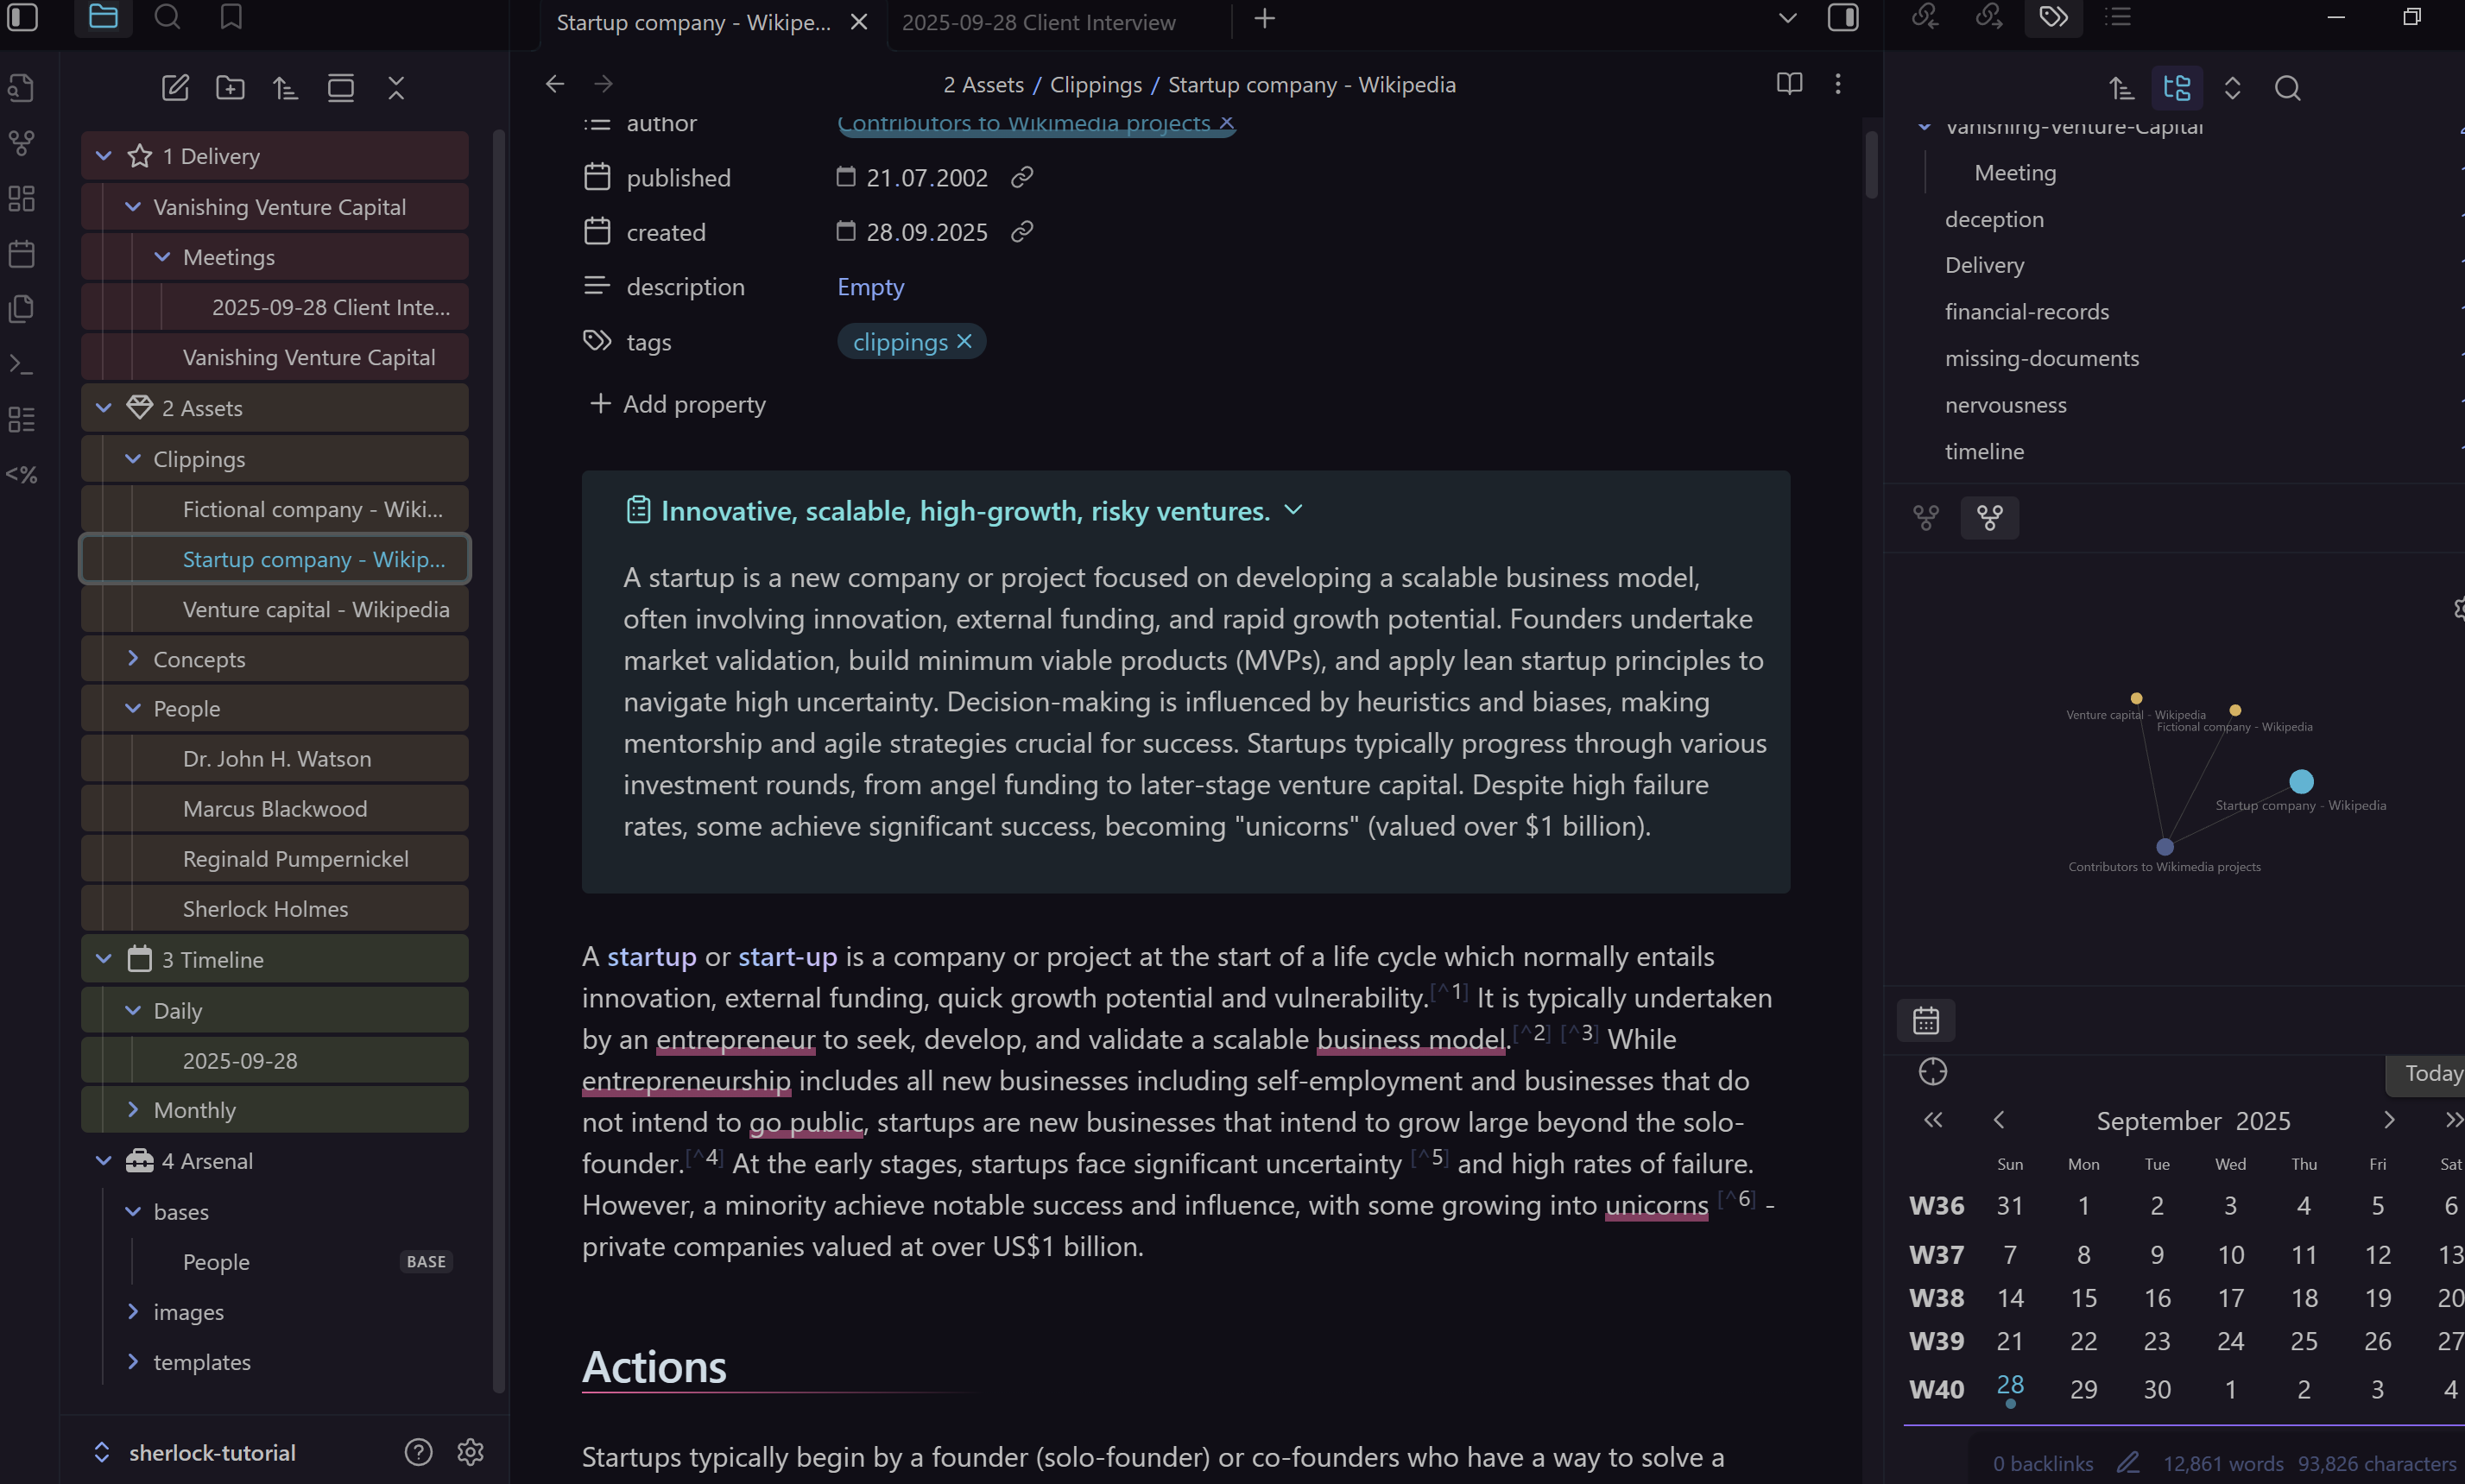 Startup company - Wikipe...
2025-09-28 Client Interview
2 Assets / Clippings / Startup company - Wikipedia
1 Delivery
Vanishing Venture Capital
Meetings
2025-09-28 Client Inte...
Vanishing Venture Capital
2 Assets
Clippings
Fictional company - Wiki...
Startup company - Wikip...
Venture capital - Wikipedia
Concepts
People
Dr. John H. Watson
Marcus Blackwood
Reginald Pumpernickel
Sherlock Holmes
3 Timeline
Daily
2025-09-28
Monthly
4 Arsenal
bases
People BASE
images
templates
sherlock-tutorial
<%
author Contributors to Wikimedia projects
published 21.07.2002
created 28.09.2025
description Empty
tags clippings
Add property
Innovative, scalable, high-growth, risky ventures.
A startup is a new company or project focused on developing a scalable business model,
often involving innovation, external funding, and rapid growth potential. Founders undertake
market validation, build minimum viable products (MVPs), and apply lean startup principles to
navigate high uncertainty. Decision-making is influenced by heuristics and biases, making
mentorship and agile strategies crucial for success. Startups typically progress through various
investment rounds, from angel funding to later-stage venture capital. Despite high failure
rates, some achieve significant success, becoming "unicorns" (valued over $1 billion).
A startup or start-up is a company or project at the start of a life cycle which normally entails
innovation, external funding, quick growth potential and vulnerability.[^1] It is typically undertaken
by an entrepreneur to seek, develop, and validate a scalable business model.[^2] [^3] While
entrepreneurship includes all new businesses including self-employment and businesses that do
not intend to go public, startups are new businesses that intend to grow large beyond the solo-
founder.[^4] At the early stages, startups face significant uncertainty [^5] and high rates of failure.
However, a minority achieve notable success and influence, with some growing into unicorns [^6] -
private companies valued at over US$1 billion.
Actions
Startups typically begin by a founder (solo-founder) or co-founders who have a way to solve a
Vanishing-Venture-Capital
Meeting
deception
Delivery
financial-records
missing-documents
nervousness
timeline
Venture capital - Wikipedia
Fictional company - Wikipedia
Startup company - Wikipedia
Contributors to Wikimedia projects
Today
September 2025
Sun Mon Tue Wed Thu Fri Sat
W36 31 1 2 3 4 5 6
W37 7 8 9 10 11 12 13
W38 14 15 16 17 18 19 20
W39 21 22 23 24 25 26 27
W40 28 29 30 1 2 3 4
0 backlinks 12,861 words 93,826 characters